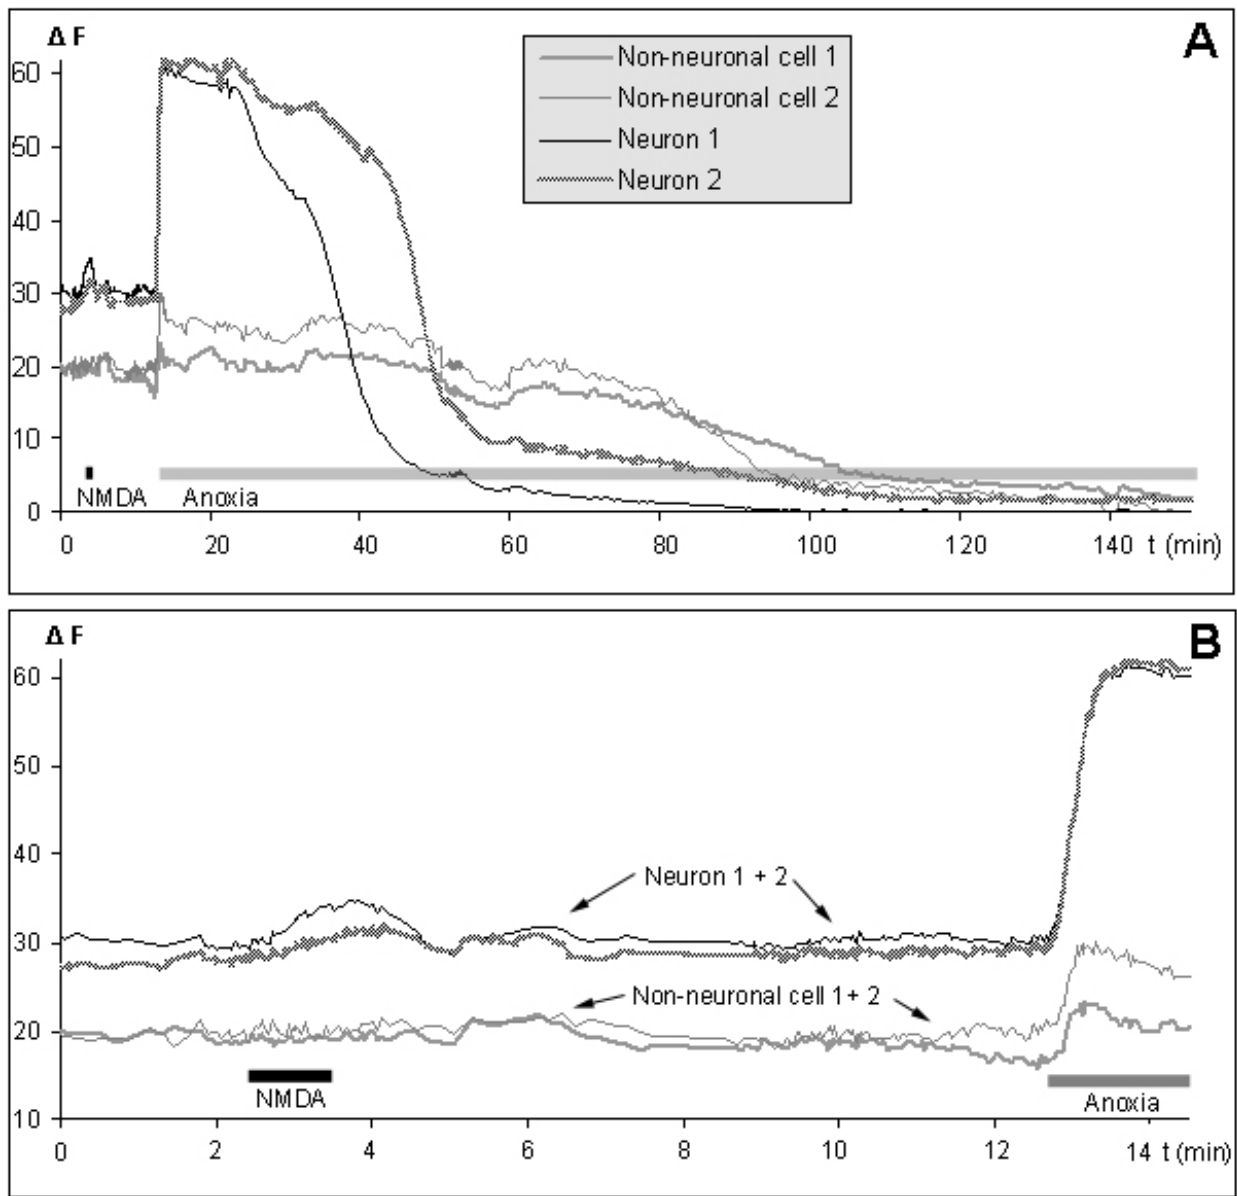 Δ F
A
60
50
40
30
20
10
0
Non-neuronal cell 1
Non-neuronal cell 2
Neuron 1
Neuron 2
NMDA Anoxia
0 20 40 60 80 100 120 140 t (min)
Δ F
B
60
50
40
30
20
10
Neuron 1 + 2
Non-neuronal cell 1+ 2
NMDA
Anoxia
0 2 4 6 8 10 12 14 t (min)